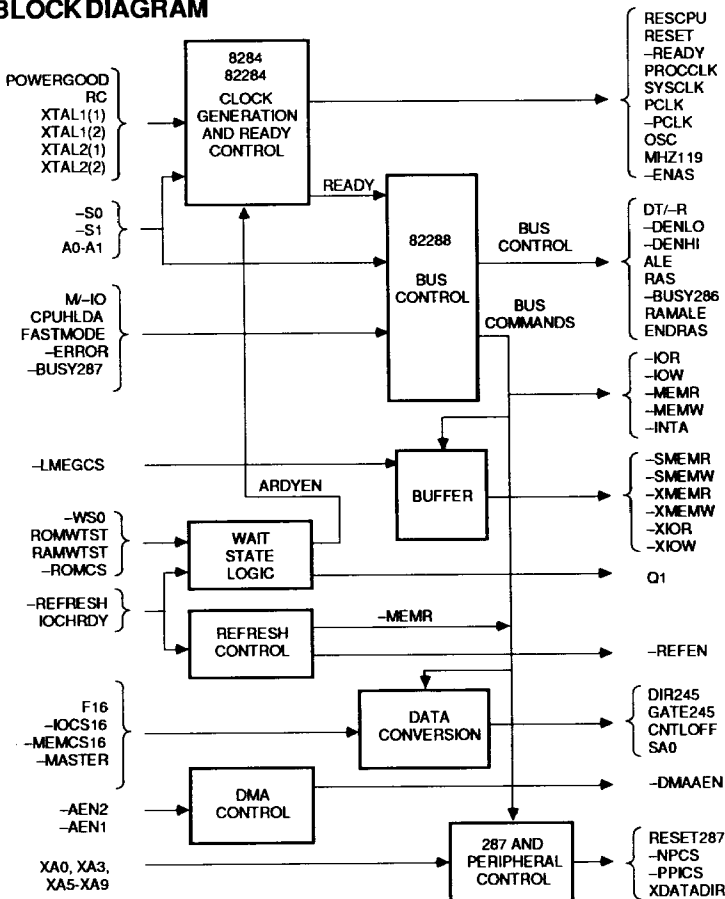 BLOCK DIAGRAM
POWERGOOD
RC
XTAL1(1)
XTAL1(2)
XTAL2(1)
XTAL2(2)
8284
82284
CLOCK
GENERATION
AND READY
CONTROL
RESCPU
RESET
–READY
PROCCLK
SYSCLK
PCLK
–PCLK
OSC
MHZ119
–ENAS
–S0
–S1
A0-A1
READY
82288
BUS
CONTROL
BUS
CONTROL
DT/–R
–DENLO
–DENHI
ALE
RAS
–BUSY286
RAMALE
ENDRAS
M/–IO
CPUHLDA
FASTMODE
–ERROR
–BUSY287
BUS
COMMANDS
–IOR
–IOW
–MEMR
–MEMW
–INTA
–LMEGCS
BUFFER
–SMEMR
–SMEMW
–XMEMR
–XMEMW
–XIOR
–XIOW
ARDYEN
–WS0
ROMWTST
RAMWTST
–ROMCS
WAIT
STATE
LOGIC
Q1
–REFRESH
IOCHRDY
REFRESH
CONTROL
–MEMR
–REFEN
F16
–IOCS16
–MEMCS16
–MASTER
DATA
CONVERSION
DIR245
GATE245
CNTLOFF
SA0
–AEN2
–AEN1
DMA
CONTROL
–DMAAEN
XA0, XA3,
XA5-XA9
287 AND
PERIPHERAL
CONTROL
RESET287
–NPCS
–PPICS
XDATADIR